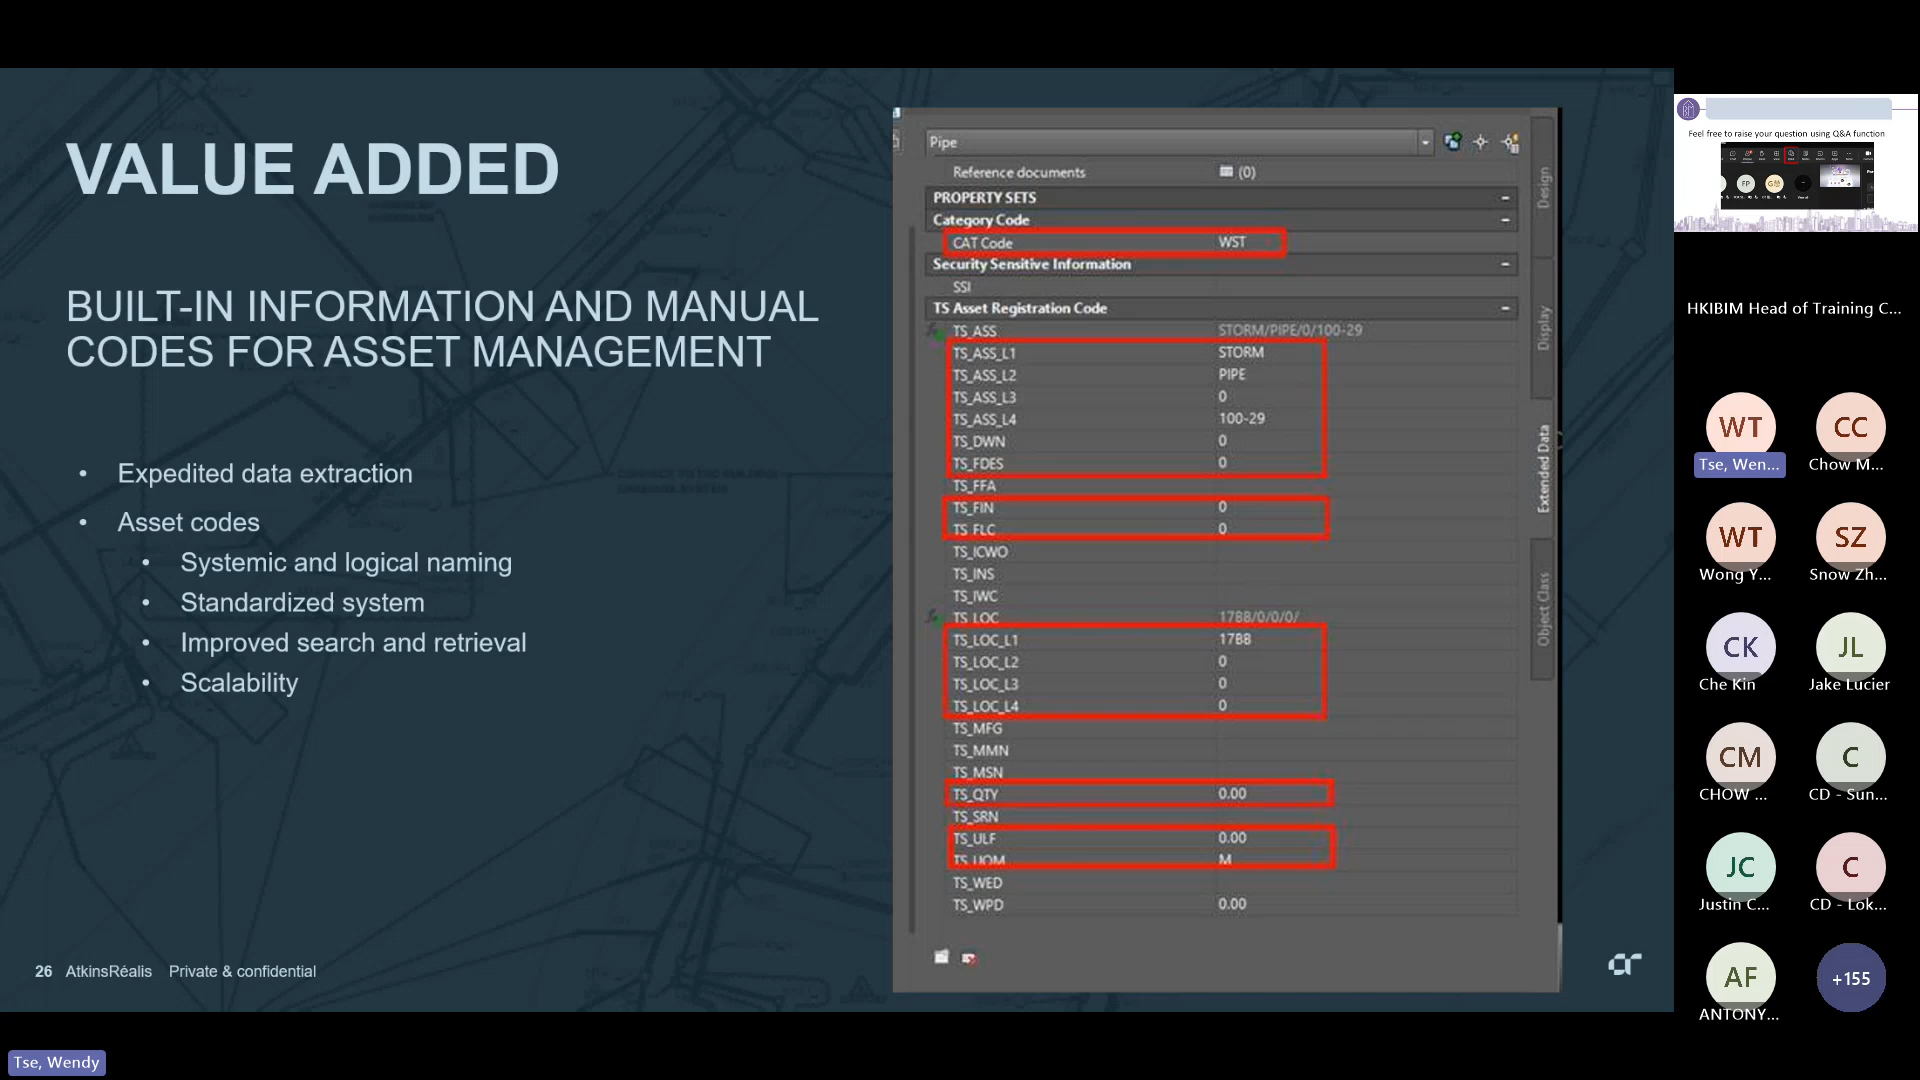 VALUE ADDED
BUILT-IN INFORMATION AND MANUAL
CODES FOR ASSET MANAGEMENT
• Expedited data extraction
• Asset codes
• Systemic and logical naming
• Standardized system
• Improved search and retrieval
• Scalability
26 AtkinsRéalis Private & confidential
Pipe
Reference documents (0)
PROPERTY SETS
Category Code
CAT Code WST
Security Sensitive Information
SSI
TS Asset Registration Code
TS_ASS STORM/PIPE/0/100-29
TS_ASS_L1 STORM
TS_ASS_L2 PIPE
TS_ASS_L3 0
TS_ASS_L4 100-29
TS_DWN 0
TS_FDES 0
TS_FFA
TS_FIN 0
TS_FLC 0
TS_ICWO
TS_INS
TS_IWC
TS_LOC 178B/0/0/0/
TS_LOC_L1 178B
TS_LOC_L2 0
TS_LOC_L3 0
TS_LOC_L4 0
TS_MFG
TS_MMN
TS_MSN
TS_QTY 0.00
TS_SRN
TS_ULF 0.00
TS_UOM M
TS_WED
TS_WPD 0.00
Design
Display
Extended Data
Object Class
Feel free to raise your question using Q&A function
FP
HKIBIM Head of Training C...
WT
Tse, Wen...
CC
Chow M...
WT
Wong Y...
SZ
Snow Zh...
CK
Che Kin
JL
Jake Lucier
CM
CHOW ...
C
CD - Sun...
JC
Justin C...
C
CD - Lok...
AF
ANTONY...
+155
Tse, Wendy